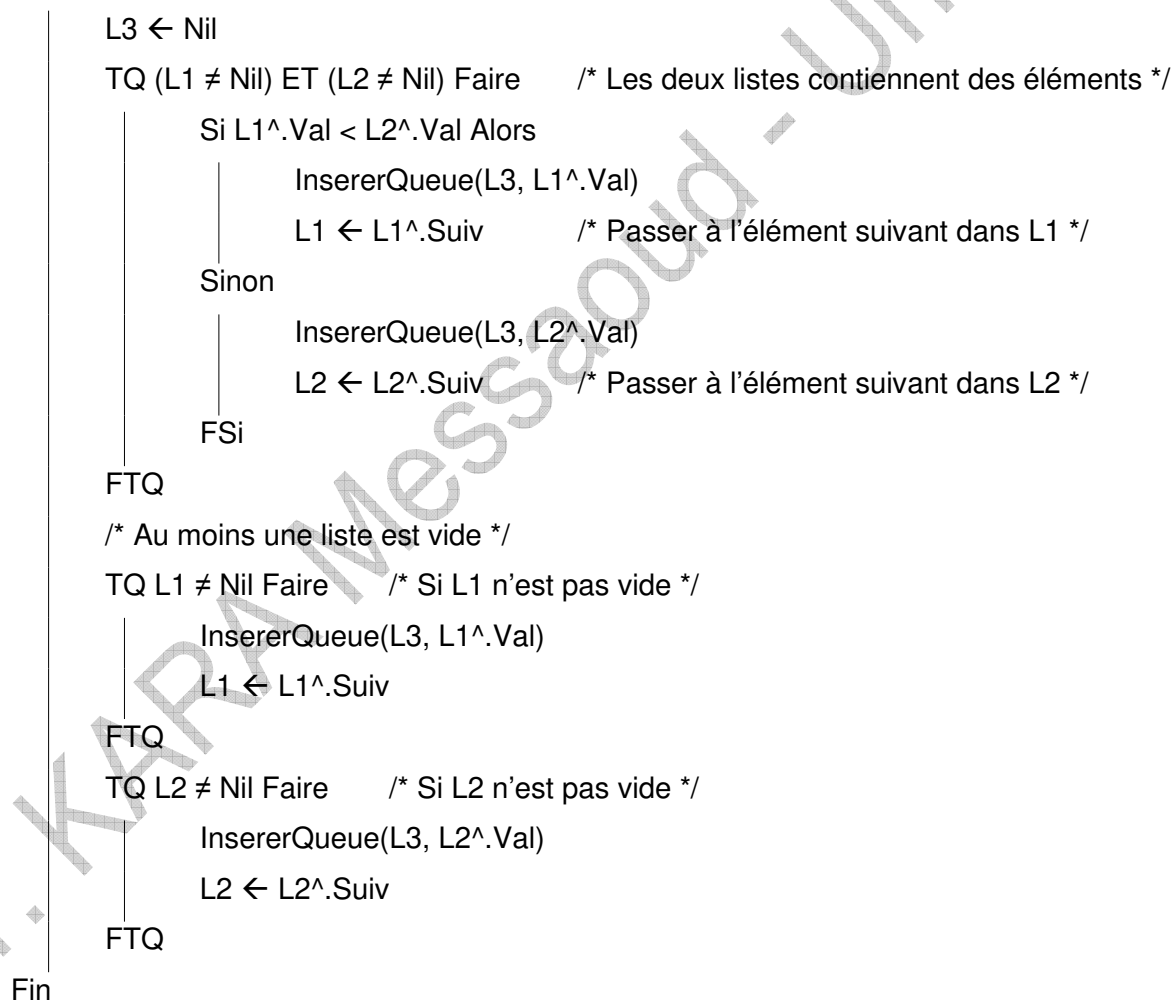 L3 ← Nil
TQ (L1 ≠ Nil) ET (L2 ≠ Nil) Faire /* Les deux listes contiennent des éléments */
Si L1^.Val < L2^.Val Alors
InsererQueue(L3, L1^.Val)
L1 ← L1^.Suiv /* Passer à l’élément suivant dans L1 */
Sinon
InsererQueue(L3, L2^.Val)
L2 ← L2^.Suiv /* Passer à l’élément suivant dans L2 */
FSi
FTQ
/* Au moins une liste est vide */
TQ L1 ≠ Nil Faire /* Si L1 n’est pas vide */
InsererQueue(L3, L1^.Val)
L1 ← L1^.Suiv
FTQ
TQ L2 ≠ Nil Faire /* Si L2 n’est pas vide */
InsererQueue(L3, L2^.Val)
L2 ← L2^.Suiv
FTQ
Fin
. KARA Messaoud -